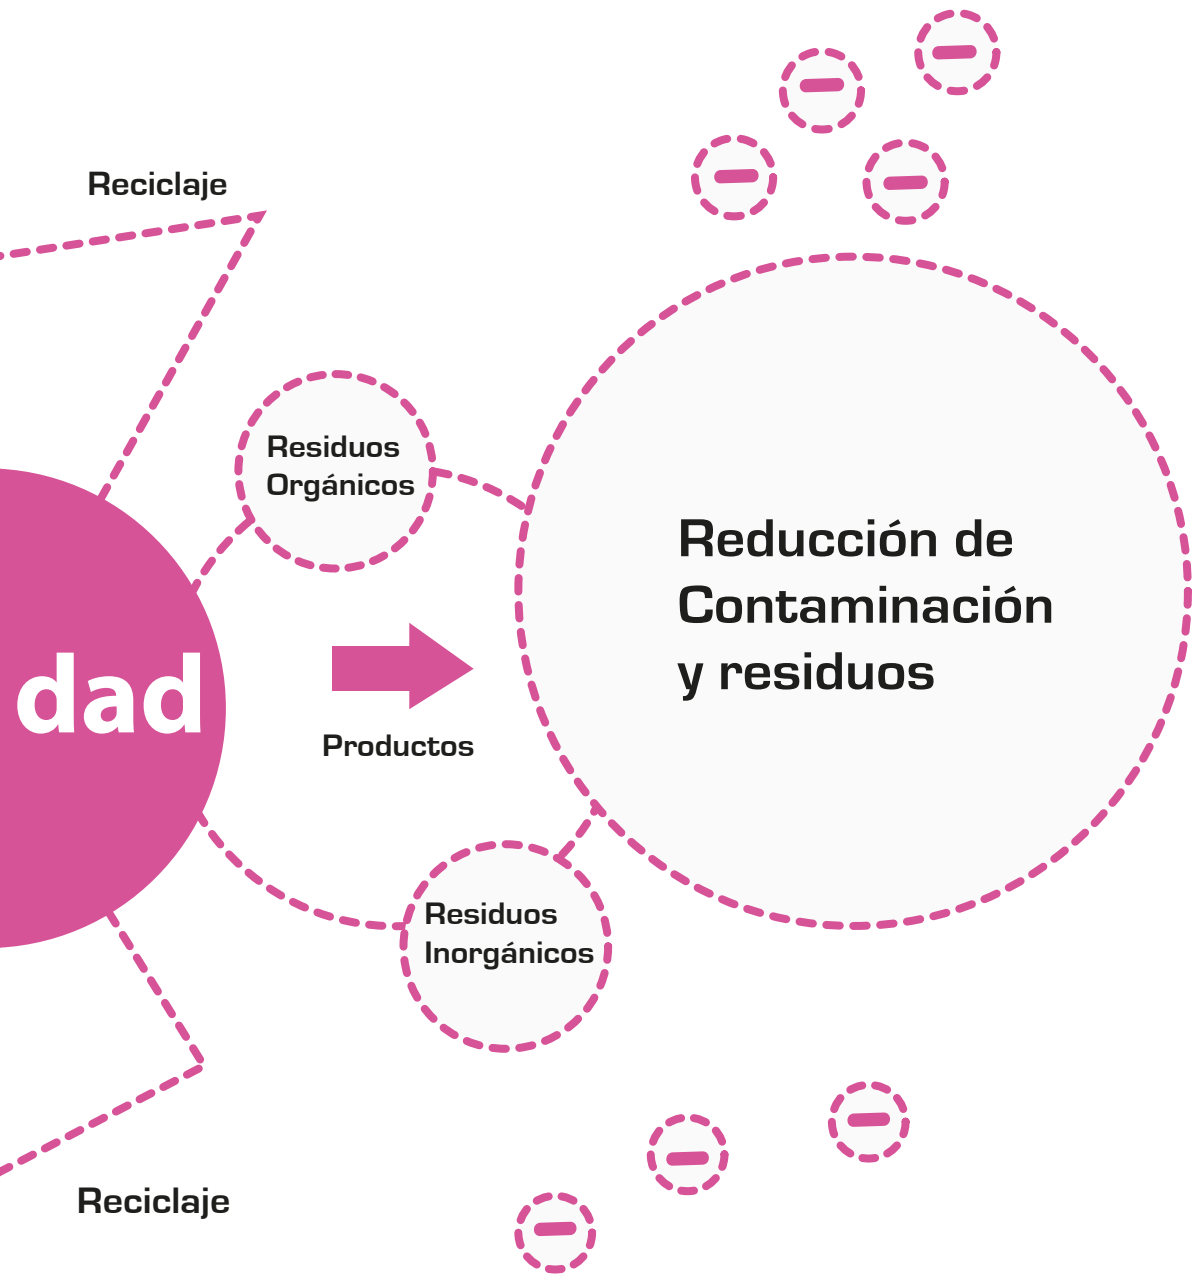 Reciclaje
Residuos
Orgánicos
Reducción de
Contaminación
y residuos
dad
Productos
Residuos
Inorgánicos
Reciclaje